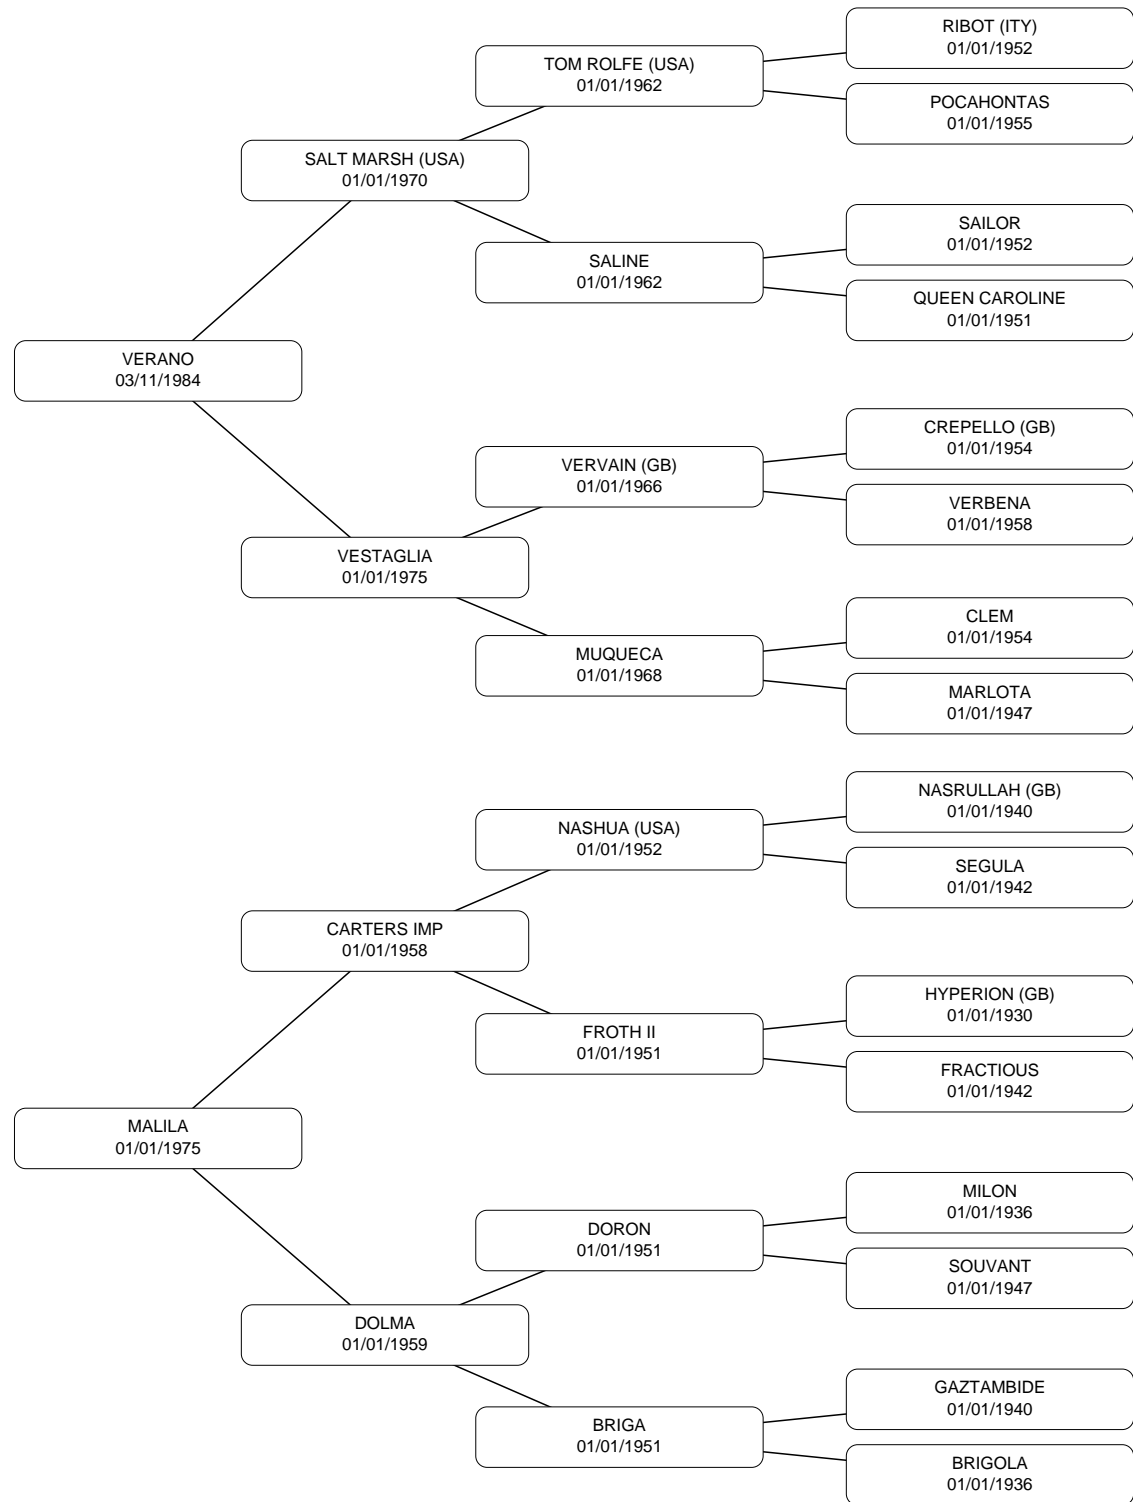 RIBOT (ITY)
01/01/1952
TOM ROLFE (USA)
01/01/1962
POCAHONTAS
01/01/1955
SALT MARSH (USA)
01/01/1970
SAILOR
01/01/1952
SALINE
01/01/1962
QUEEN CAROLINE
01/01/1951
VERANO
03/11/1984
CREPELLO (GB)
01/01/1954
VERVAIN (GB)
01/01/1966
VERBENA
01/01/1958
VESTAGLIA
01/01/1975
CLEM
01/01/1954
MUQUECA
01/01/1968
MARLOTA
01/01/1947
NASRULLAH (GB)
01/01/1940
NASHUA (USA)
01/01/1952
SEGULA
01/01/1942
CARTERS IMP
01/01/1958
HYPERION (GB)
01/01/1930
FROTH II
01/01/1951
FRACTIOUS
01/01/1942
MALILA
01/01/1975
MILON
01/01/1936
DORON
01/01/1951
SOUVANT
01/01/1947
DOLMA
01/01/1959
GAZTAMBIDE
01/01/1940
BRIGA
01/01/1951
BRIGOLA
01/01/1936